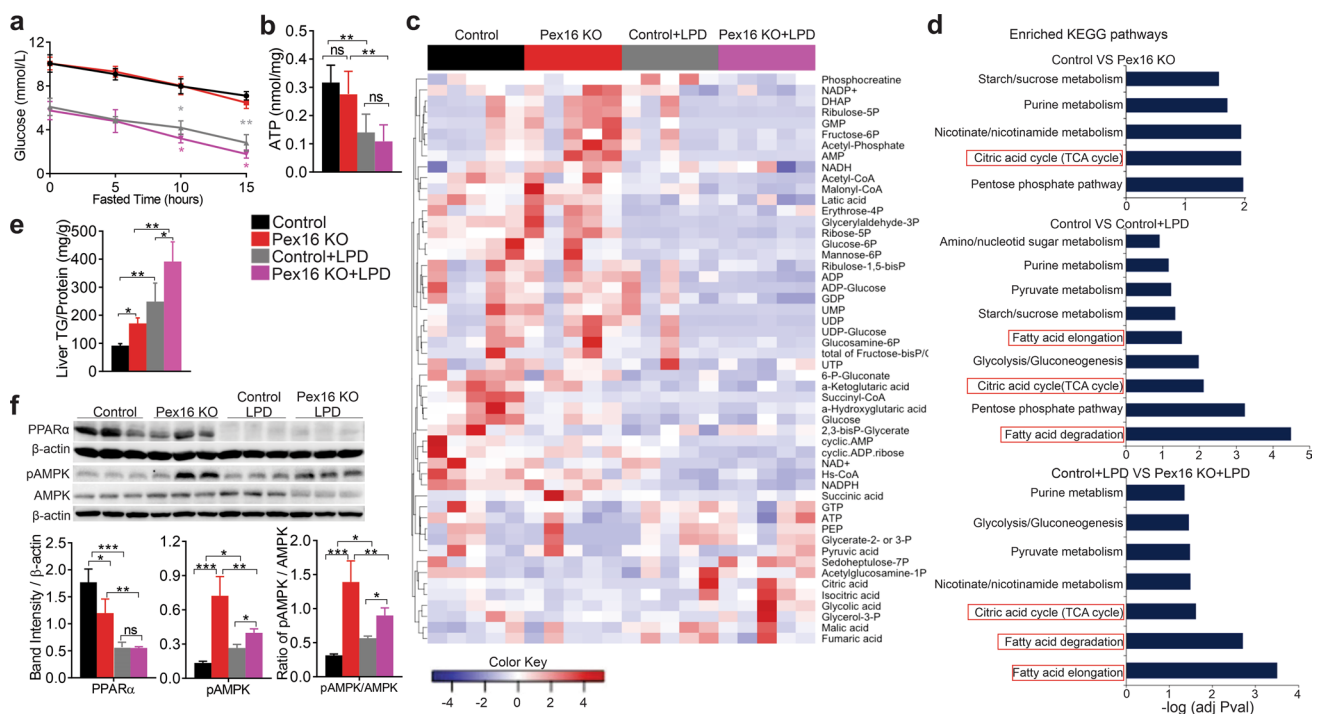 a
Glucose (mmol/L)
12
8
4
0
*
**
*
*
0
5
10
15
Fasted Time (hours)
b
ATP (nmol/mg)
0.5
0.4
0.3
0.2
0.1
0.0
**
ns
**
ns
c
Control
Pex16 KO
Control+LPD
Pex16 KO+LPD
Phosphocreatine
NADP+
DHAP
Ribulose-5P
GMP
Fructose-6P
Acetyl-Phosphate
AMP
NADH
Acetyl-CoA
Malonyl-CoA
Latic acid
Erythrose-4P
Glycerylaldehyde-3P
Ribose-5P
Glucose-6P
Mannose-6P
Ribulose-1,5-bisP
ADP
ADP-Glucose
GDP
UMP
UDP
UDP-Glucose
Glucosamine-6P
total of Fructose-bisP/(
UTP
6-P-Gluconate
a-Ketoglutaric acid
Succinyl-CoA
a-Hydroxyglutaric acid
Glucose
2,3-bisP-Glycerate
cyclic.AMP
cyclic.ADP.ribose
NAD+
Hs-CoA
NADPH
Succinic acid
GTP
ATP
PEP
Glycerate-2- or 3-P
Pyruvic acid
Sedoheptulose-7P
Acetylglucosamine-1P
Citric acid
Isocitric acid
Glycolic acid
Glycerol-3-P
Malic acid
Fumaric acid
Color Key
-4
-2
0
2
4
d
Enriched KEGG pathways
Control VS Pex16 KO
Starch/sucrose metabolism
Purine metabolism
Nicotinate/nicotinamide metabolism
Citric acid cycle (TCA cycle)
Pentose phosphate pathway
0
1
2
Control VS Control+LPD
Amino/nucleotid sugar metabolism
Purine metabolism
Pyruvate metabolism
Starch/sucrose metabolism
Fatty acid elongation
Glycolysis/Gluconeogenesis
Citric acid cycle(TCA cycle)
Pentose phosphate pathway
Fatty acid degradation
0
1
2
3
4
5
Control+LPD VS Pex16 KO+LPD
Purine metablism
Glycolysis/Gluconeogenesis
Pyruvate metabolism
Nicotinate/nicotinamide metabolism
Citric acid cycle (TCA cycle)
Fatty acid degradation
Fatty acid elongation
0
1
2
3
4
-log (adj Pval)
e
Liver TG/Protein (mg/g)
500
400
300
200
100
0
**
*
**
*
Control
Pex16 KO
Control+LPD
Pex16 KO+LPD
f
Control
Pex16 KO
Control
LPD
Pex16 KO
LPD
PPARα
β-actin
pAMPK
AMPK
β-actin
Band Intensity / β-actin
2.5
2.0
1.5
1.0
0.5
0.0
***
*
**
ns
PPARα
1.2
0.9
0.6
0.3
0.0
*
***
**
*
pAMPK
Ratio of pAMPK / AMPK
2.0
1.5
1.0
0.5
0.0
*
***
**
*
pAMPK/AMPK